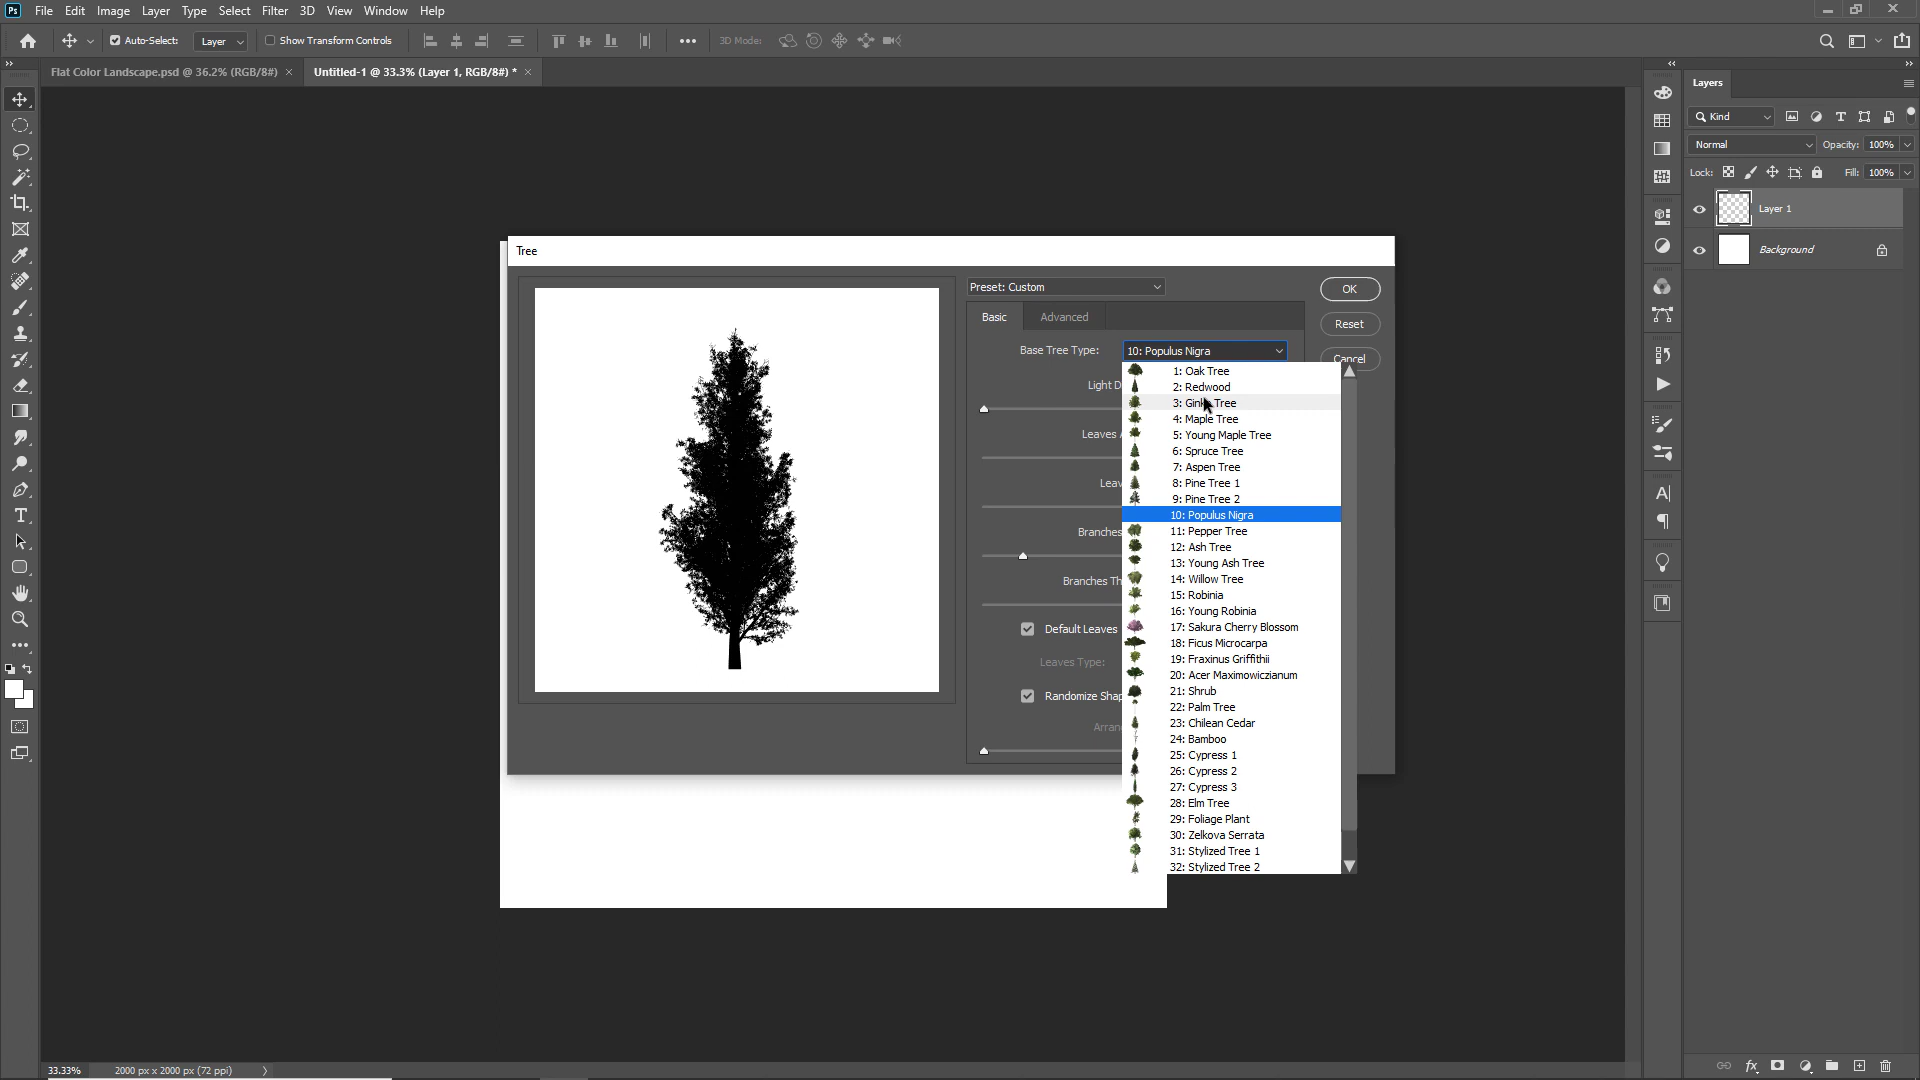 Ps File Edit Image Layer Type Select Filter 3D View Window Help
Auto-Select: Layer Show Transform Controls 3D Mode:
Flat Color Landscape.psd @ 36.2% (RGB/8#) × Untitled-1 @ 33.3% (Layer 1, RGB/8#) * ×
Layers
Kind
Normal Opacity: 100%
Lock: Fill: 100%
Layer 1
Background
Tree
Preset: Custom
OK
Basic Advanced
Reset
Base Tree Type: 10: Populus Nigra
Cancel
Light D
Leaves
Leav
Branches
Branches Th
Default Leaves
Leaves Type:
Randomize Shap
Arran
1: Oak Tree
2: Redwood
3: Gink Tree
4: Maple Tree
5: Young Maple Tree
6: Spruce Tree
7: Aspen Tree
8: Pine Tree 1
9: Pine Tree 2
10: Populus Nigra
11: Pepper Tree
12: Ash Tree
13: Young Ash Tree
14: Willow Tree
15: Robinia
16: Young Robinia
17: Sakura Cherry Blossom
18: Ficus Microcarpa
19: Fraxinus Griffithii
20: Acer Maximowiczianum
21: Shrub
22: Palm Tree
23: Chilean Cedar
24: Bamboo
25: Cypress 1
26: Cypress 2
27: Cypress 3
28: Elm Tree
29: Foliage Plant
30: Zelkova Serrata
31: Stylized Tree 1
32: Stylized Tree 2
33.33% 2000 px x 2000 px (72 ppi)